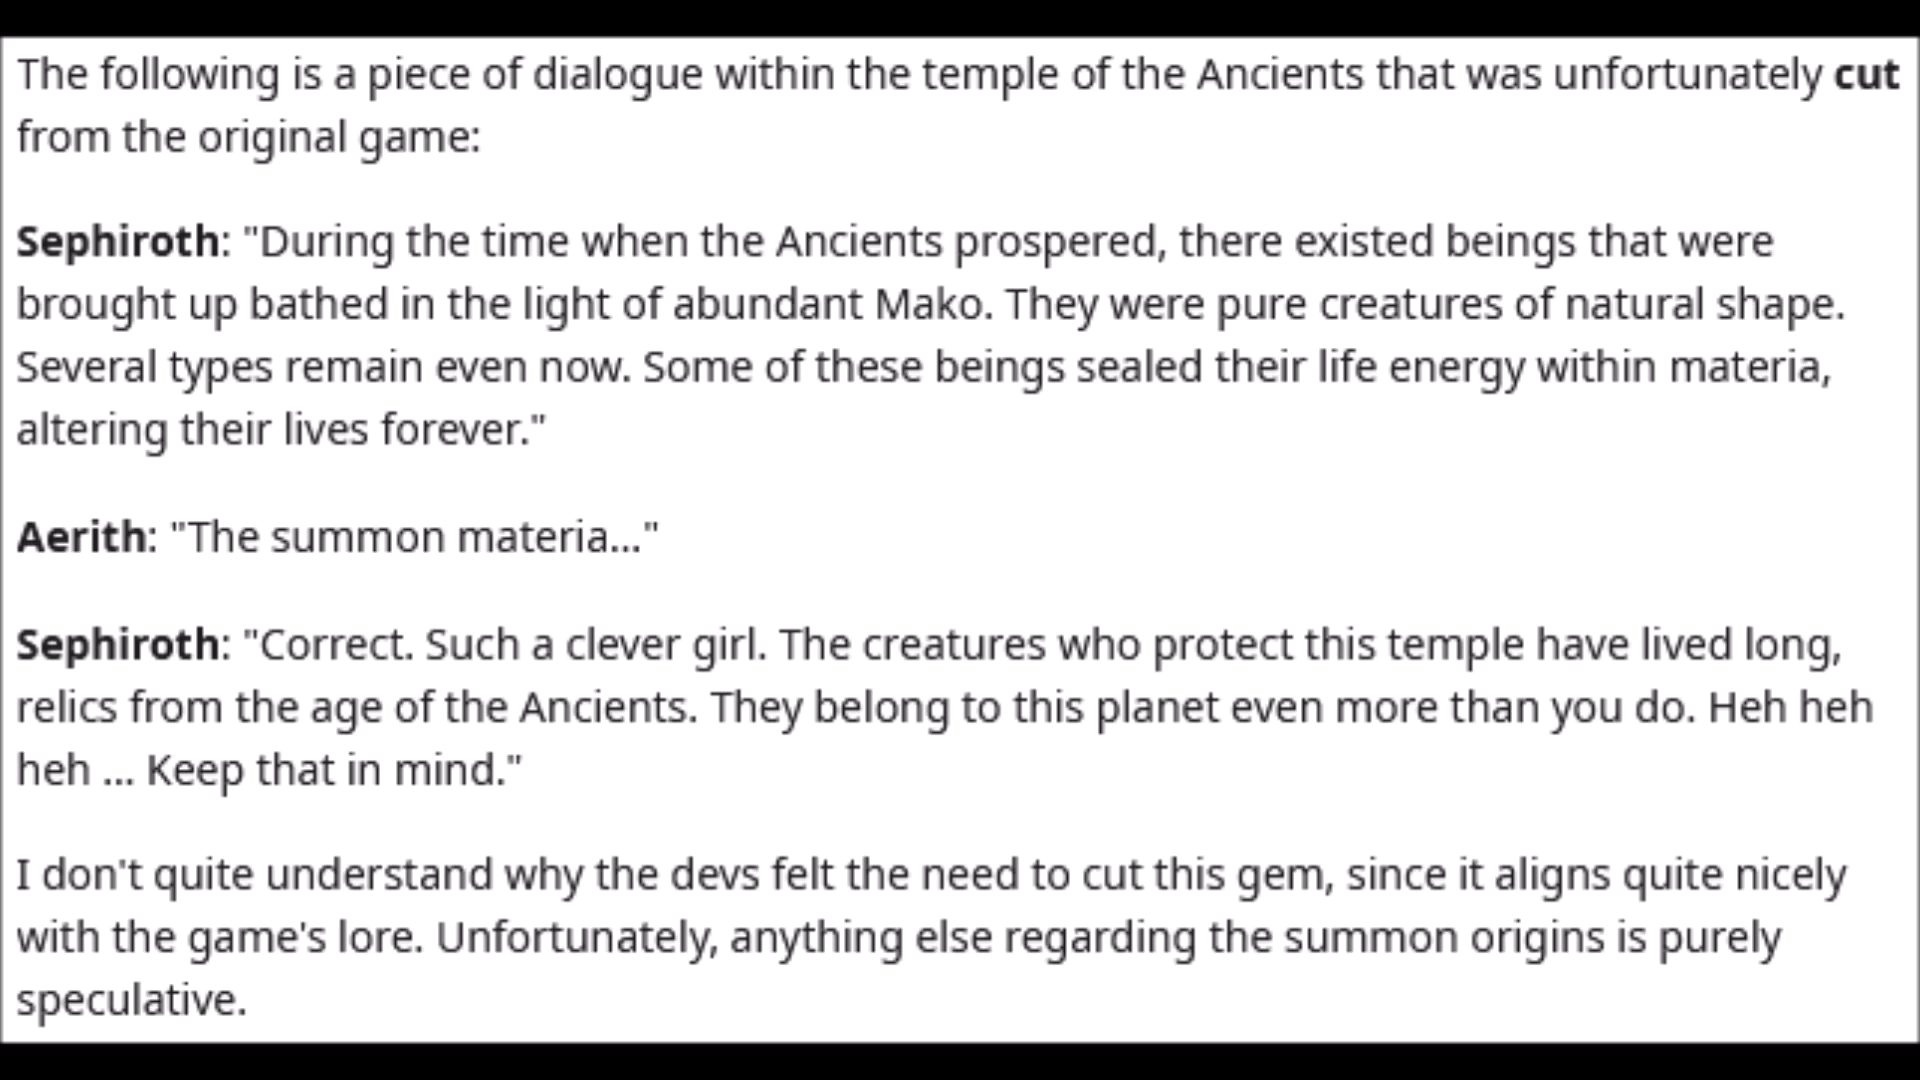 The following is a piece of dialogue within the temple of the Ancients that was unfortunately cut
from the original game:
Sephiroth: "During the time when the Ancients prospered, there existed beings that were
brought up bathed in the light of abundant Mako. They were pure creatures of natural shape.
Several types remain even now. Some of these beings sealed their life energy within materia,
altering their lives forever."
Aerith: "The summon materia..."
Sephiroth: "Correct. Such a clever girl. The creatures who protect this temple have lived long,
relics from the age of the Ancients. They belong to this planet even more than you do. Heh heh
heh ... Keep that in mind."
I don't quite understand why the devs felt the need to cut this gem, since it aligns quite nicely
with the game's lore. Unfortunately, anything else regarding the summon origins is purely
speculative.